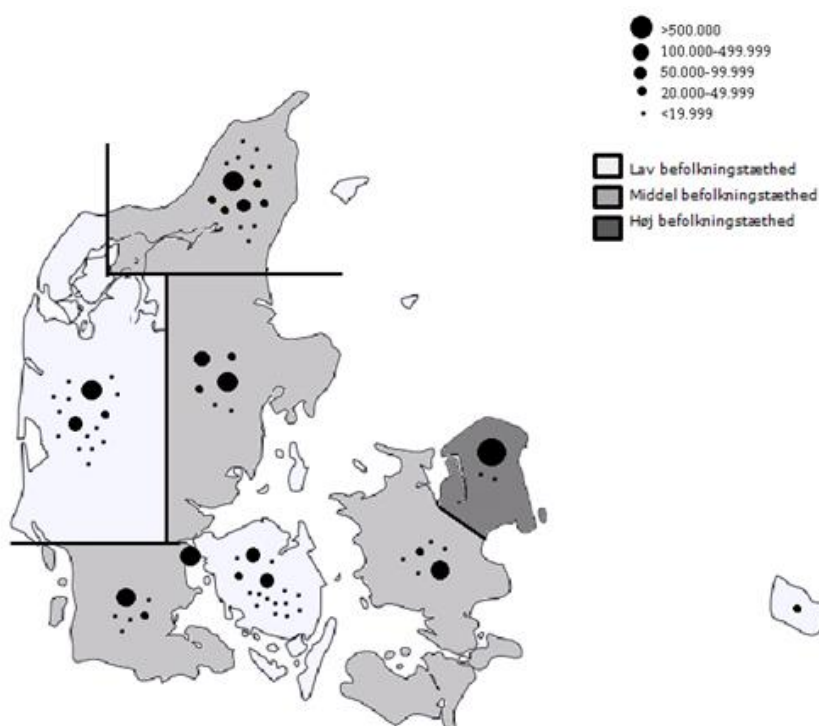 >500.000
100.000-499.999
50.000-99.999
20.000-49.999
<19.999
Lav befolkningstæthed
Middel befolkningstæthed
Høj befolkningstæthed